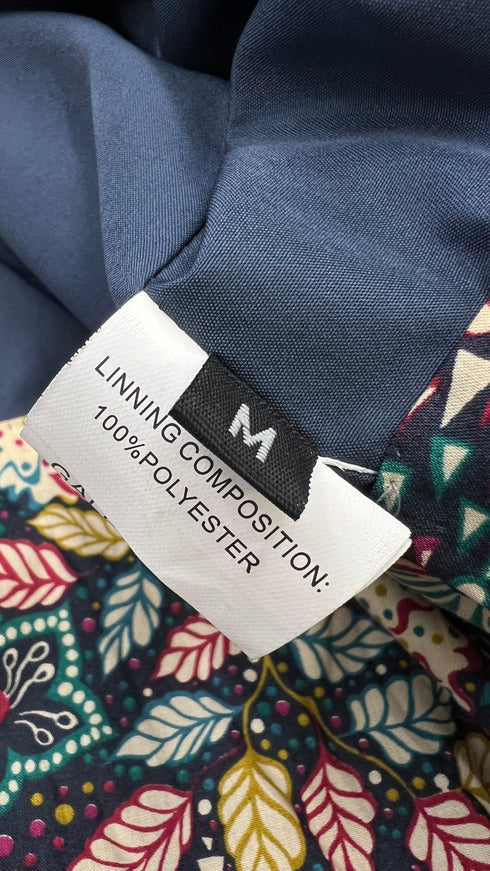 M
LINNING COMPOSITION:
100%POLYESTER